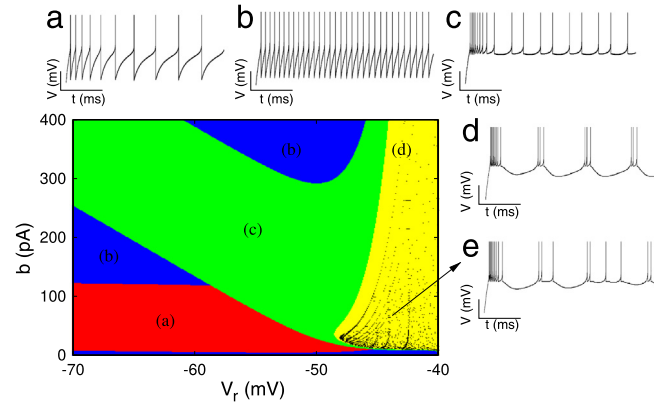 a
V (mV)
t (ms)
b
V (mV)
t (ms)
c
V (mV)
t (ms)
d
V (mV)
t (ms)
e
V (mV)
t (ms)
b (pA)
400
300
200
100
0
(b)
(d)
(c)
(b)
(a)
-70
-60
-50
-40
Vr (mV)